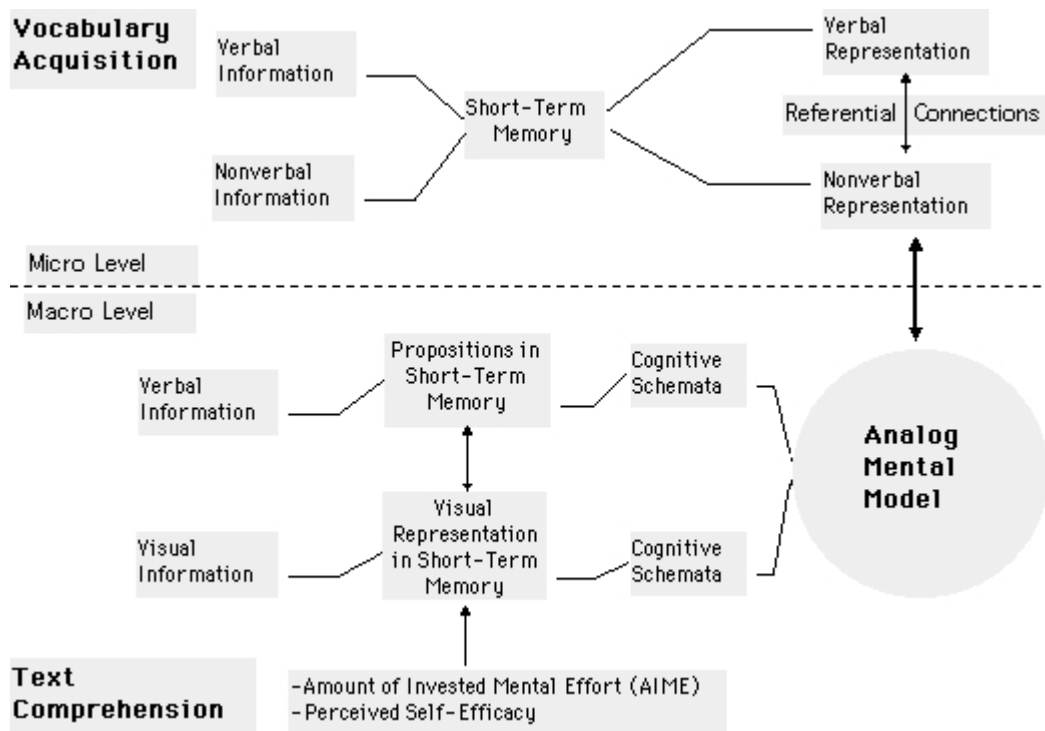 Vocabulary
Acquisition
Verbal
Information
Nonverbal
Information
Short-Term
Memory
Verbal
Representation
Referential Connections
Nonverbal
Representation
Micro Level
Macro Level
Verbal
Information
Propositions in
Short-Term
Memory
Cognitive
Schemata
Visual
Information
Visual
Representation
in Short-Term
Memory
Cognitive
Schemata
Analog
Mental
Model
Text
Comprehension
-Amount of Invested Mental Effort (AIME)
-Perceived Self-Efficacy